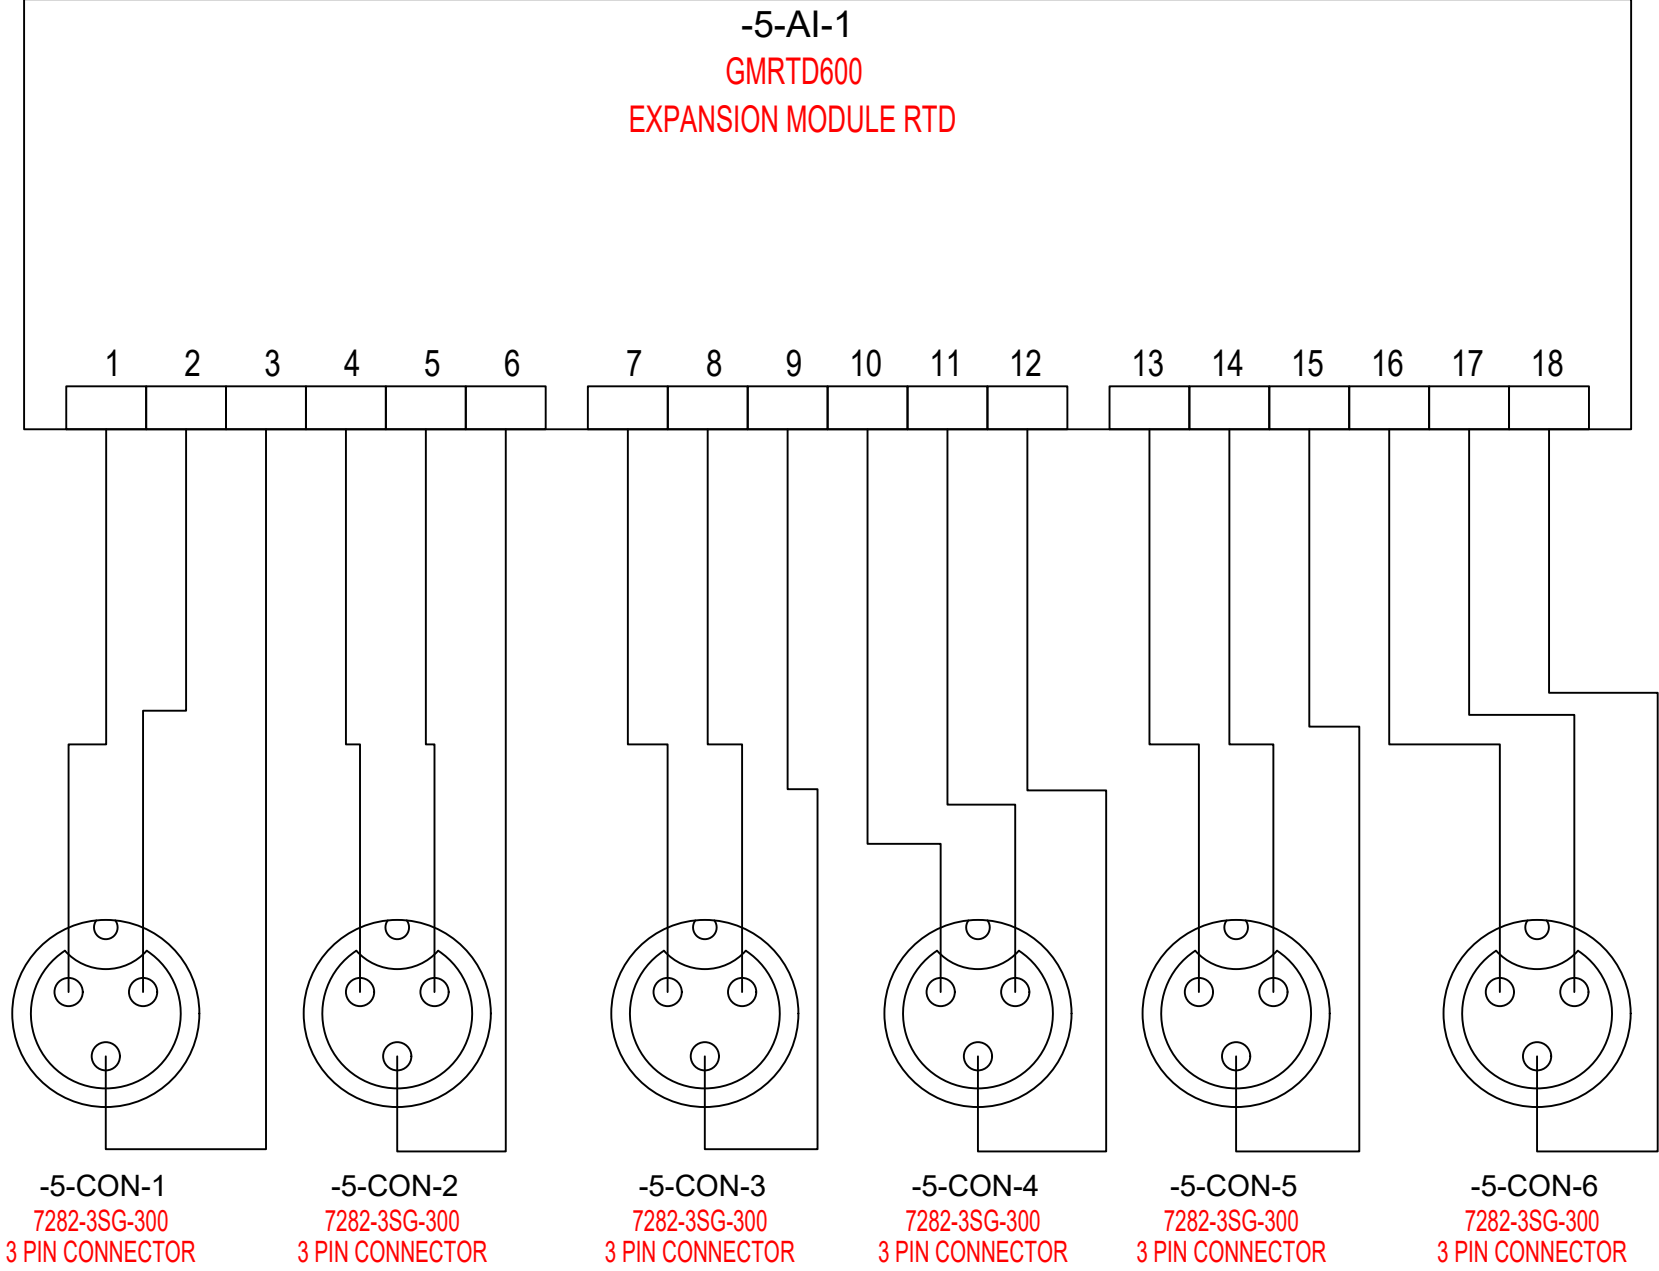 -5-AI-1
GMRTD600
EXPANSION MODULE RTD
1 2 3 4 5 6 7 8 9 10 11 12 13 14 15 16 17 18
-5-CON-1 -5-CON-2 -5-CON-3 -5-CON-4 -5-CON-5 -5-CON-6
7282-3SG-300 7282-3SG-300 7282-3SG-300 7282-3SG-300 7282-3SG-300 7282-3SG-300
3 PIN CONNECTOR 3 PIN CONNECTOR 3 PIN CONNECTOR 3 PIN CONNECTOR 3 PIN CONNECTOR 3 PIN CONNECTOR